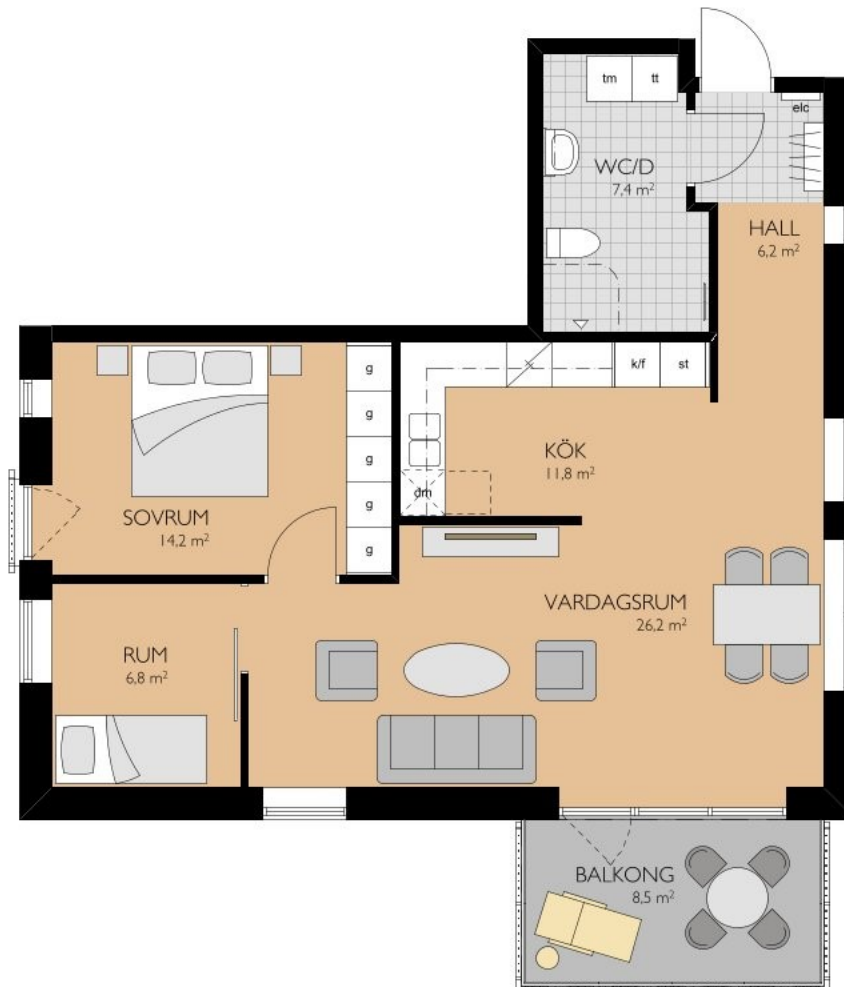 tm tt
elc
WC/D
7,4 m²
HALL
6,2 m²
g
k/f st
g
KÖK
11,8 m²
g
dm
SOVRUM
14,2 m²
g
g
VARDAGSRUM
26,2 m²
RUM
6,8 m²
BALKONG
8,5 m²